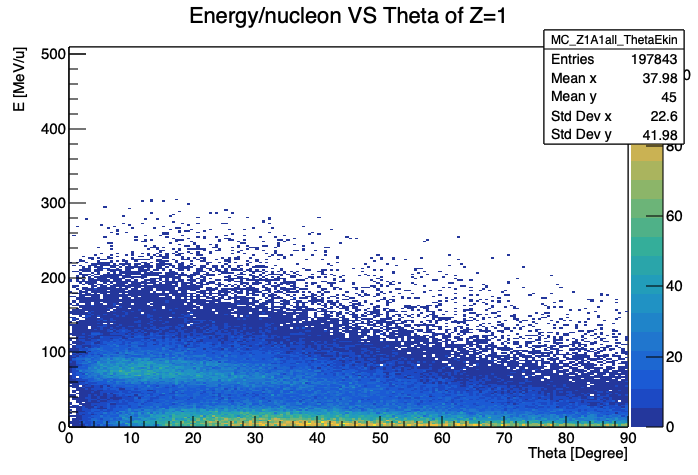 Energy/nucleon VS Theta of Z=1
MC_Z1A1all_ThetaEkin
Entries 197843
Mean x 37.98
Mean y 45
Std Dev x 22.6
Std Dev y 41.98
E [MeV/u]
500
400
300
200
100
0
0 10 20 30 40 50 60 70 80 90
Theta [Degree]
0
80
60
40
20
0